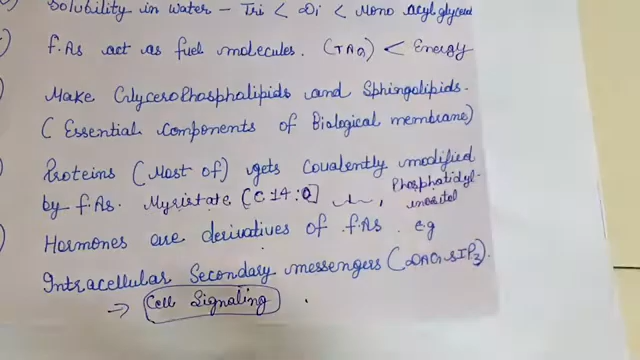 Solubility in Water - Tri < Di < Mono acylglycerol
f.As act as fuel molecules. (TAG) < Energy
Make Glycerophosphalipids and Sphingolipids.
(Essential Components of Biological membrane)
Proteins (Most of) gets Covalently modified
by f.As. Myristate [C14:0] , Phosphatidyl-
inositol
Hormones are derivatives of f.As. eg
Intracellular Secondary messengers (DAG, IP3).
→ Cell Signaling